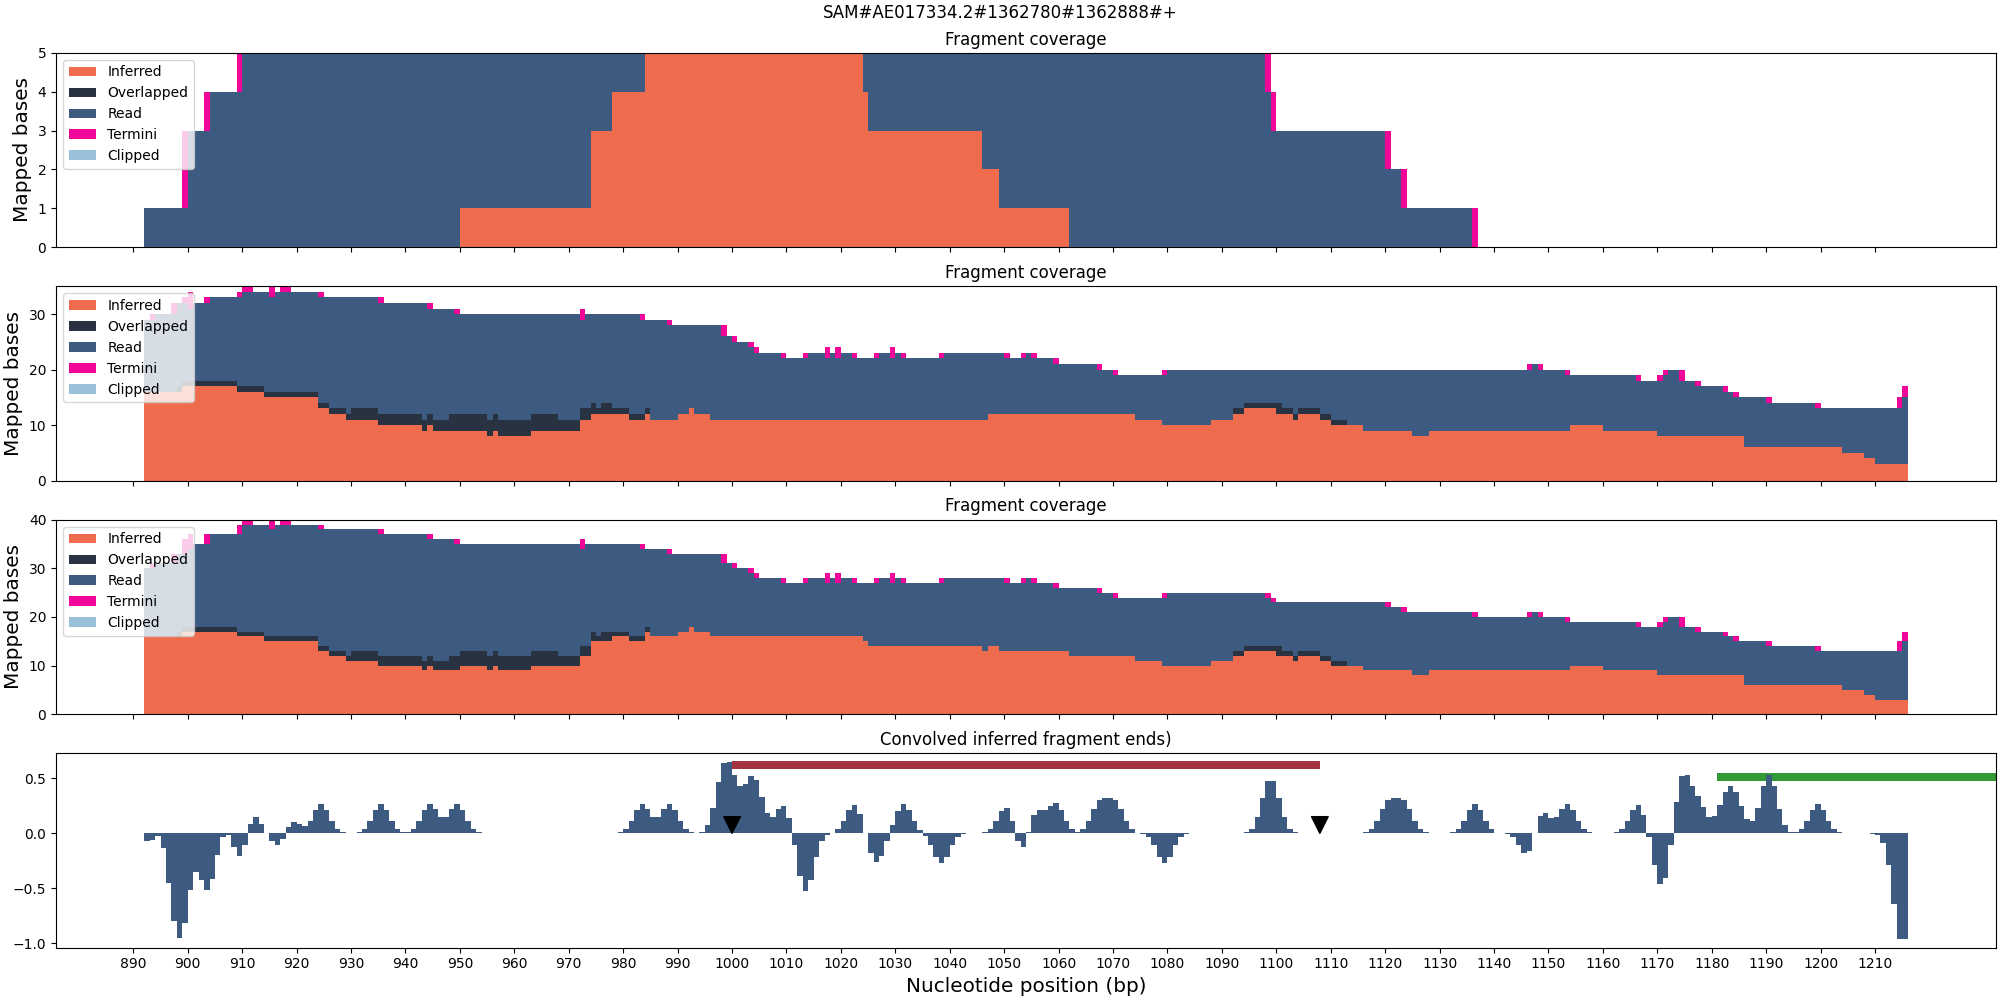 SAM#AE017334.2#1362780#1362888#+
Fragment coverage
Mapped bases
5
4
3
2
1
0
Inferred
Overlapped
Read
Termini
Clipped
Fragment coverage
Mapped bases
30
20
10
0
Inferred
Overlapped
Read
Termini
Clipped
Fragment coverage
Mapped bases
40
30
20
10
0
Inferred
Overlapped
Read
Termini
Clipped
Convolved inferred fragment ends)
0.5
0.0
−0.5
−1.0
890 900 910 920 930 940 950 960 970 980 990 1000 1010 1020 1030 1040 1050 1060 1070 1080 1090 1100 1110 1120 1130 1140 1150 1160 1170 1180 1190 1200 1210
Nucleotide position (bp)